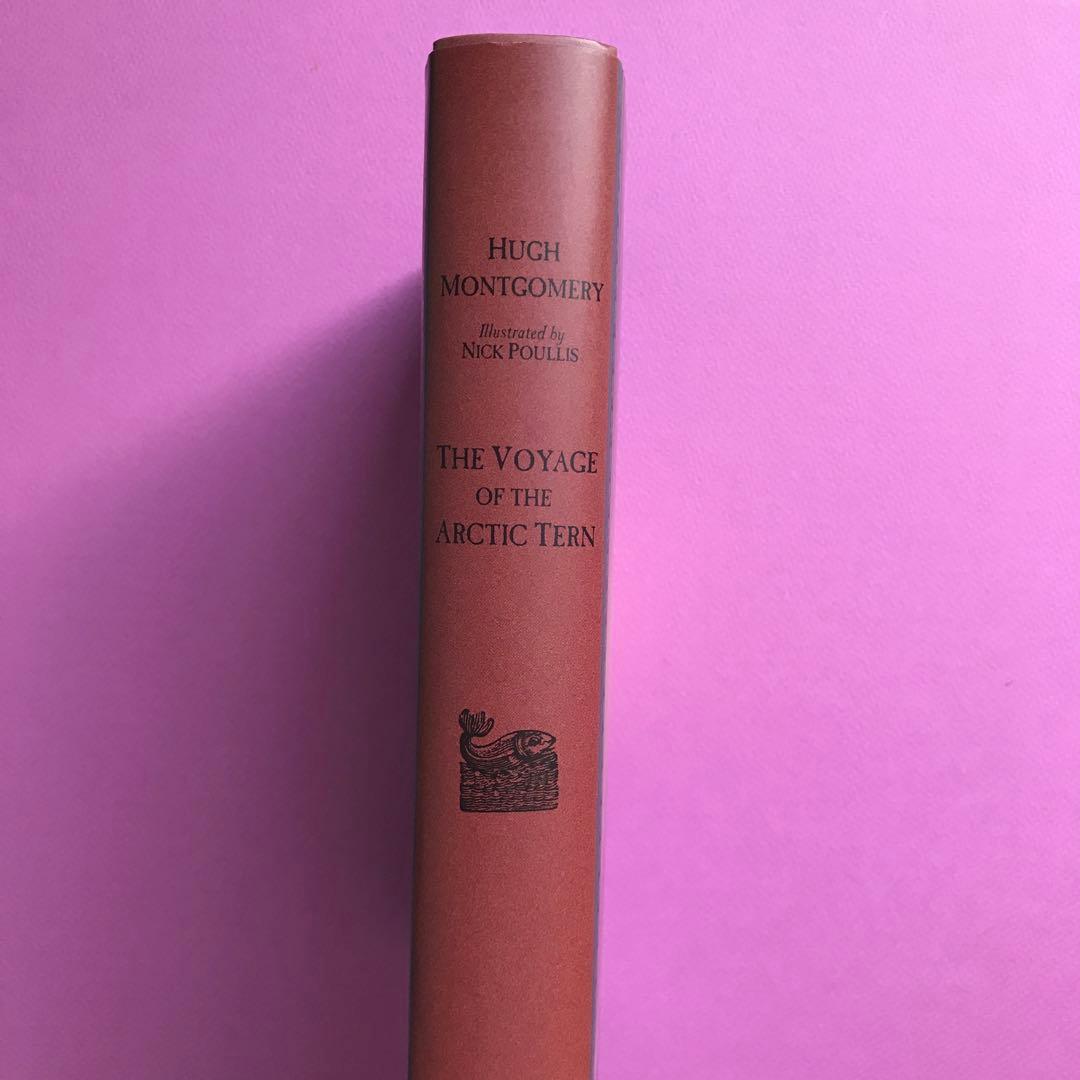 HUGH
MONTGOMERY
Illustrated by
NICK POULLIS
THE VOYAGE
OF THE
ARCTIC TERN